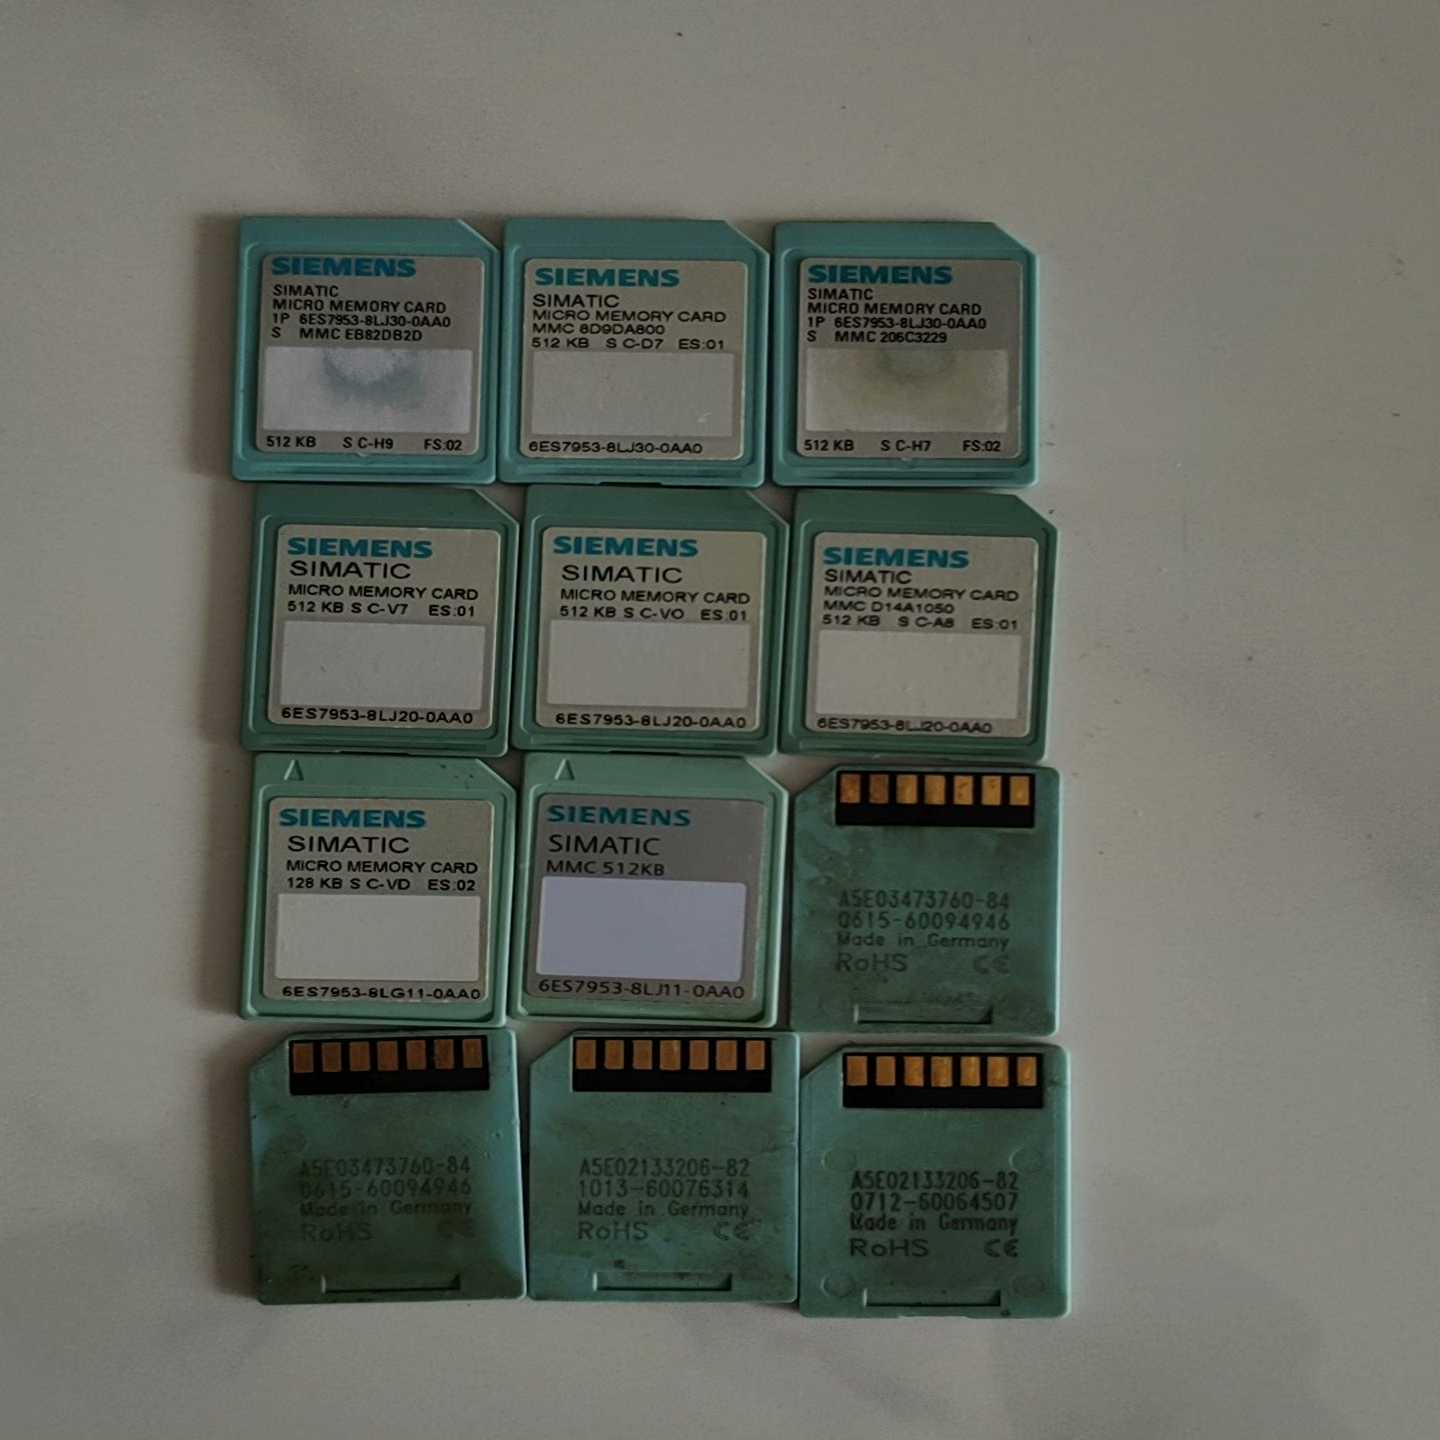 SIEMENS
SIMATIC
MICRO MEMORY CARD
1P 6ES7953-8LJ30-0AA0
S MMC EB82DB2D
512 KB S C-H9 FS:02
SIEMENS
SIMATIC
MICRO MEMORY CARD
MMC 8D9DA800
512 KB S C-D7 ES:01
6ES7953-8LJ30-0AA0
SIEMENS
SIMATIC
MICRO MEMORY CARD
1P 6ES7953-8LJ30-0AA0
S MMC 206C3229
512 KB S C-H7 FS:02
SIEMENS
SIMATIC
MICRO MEMORY CARD
512 KB S C-V7 ES:01
6ES7953-8LJ20-0AA0
SIEMENS
SIMATIC
MICRO MEMORY CARD
512 KB S C-VO ES:01
6ES7953-8LJ20-0AA0
SIEMENS
SIMATIC
MICRO MEMORY CARD
MMC D14A1050
512 KB S C-A8 ES:01
6ES7953-8LJ20-0AA0
SIEMENS
SIMATIC
MICRO MEMORY CARD
128 KB S C-VD ES:02
6ES7953-8LG11-0AA0
SIEMENS
SIMATIC
MMC 512KB
6ES7953-8LJ11-0AA0
A5E03473760-84
0615-60094946
Made in Germany
RoHS CE
A5E03473760-84
0615-60094946
Made in Germany
RoHS CE
A5E02133206-82
1013-60076314
Made in Germany
RoHS CE
A5E02133206-82
0712-60064507
Made in Germany
RoHS CE